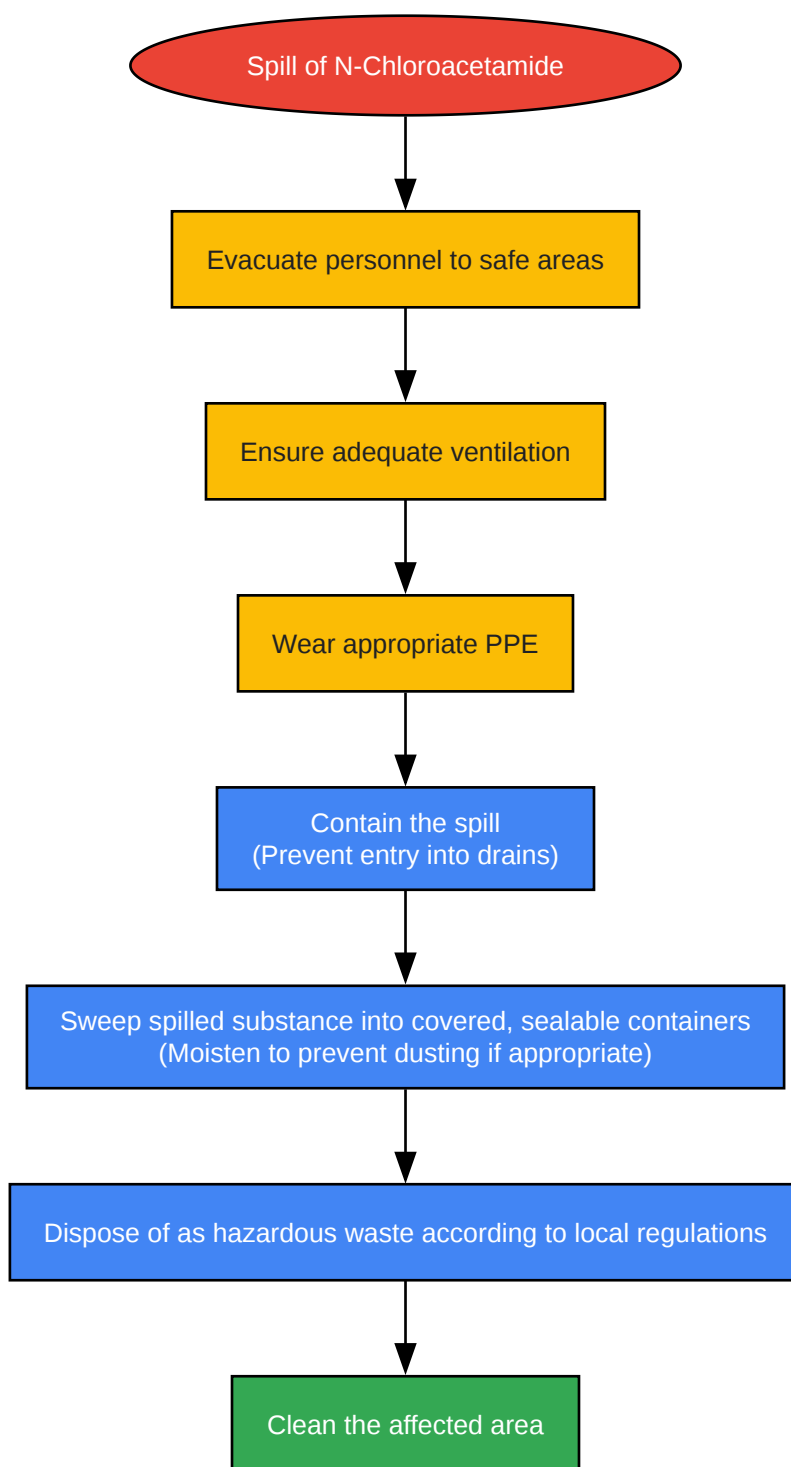 Spill of N-Chloroacetamide
Evacuate personnel to safe areas
Ensure adequate ventilation
Wear appropriate PPE
Contain the spill
(Prevent entry into drains)
Sweep spilled substance into covered, sealable containers
(Moisten to prevent dusting if appropriate)
Dispose of as hazardous waste according to local regulations
Clean the affected area